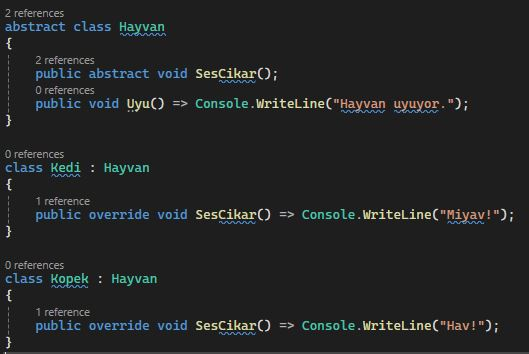 2 references
abstract class Hayvan
{
2 references
public abstract void SesCikar();
0 references
public void Uyu() => Console.WriteLine("Hayvan uyuyor.");
}
0 references
class Kedi : Hayvan
{
1 reference
public override void SesCikar() => Console.WriteLine("Miyav!");
}
0 references
class Kopek : Hayvan
{
1 reference
public override void SesCikar() => Console.WriteLine("Hav!");
}